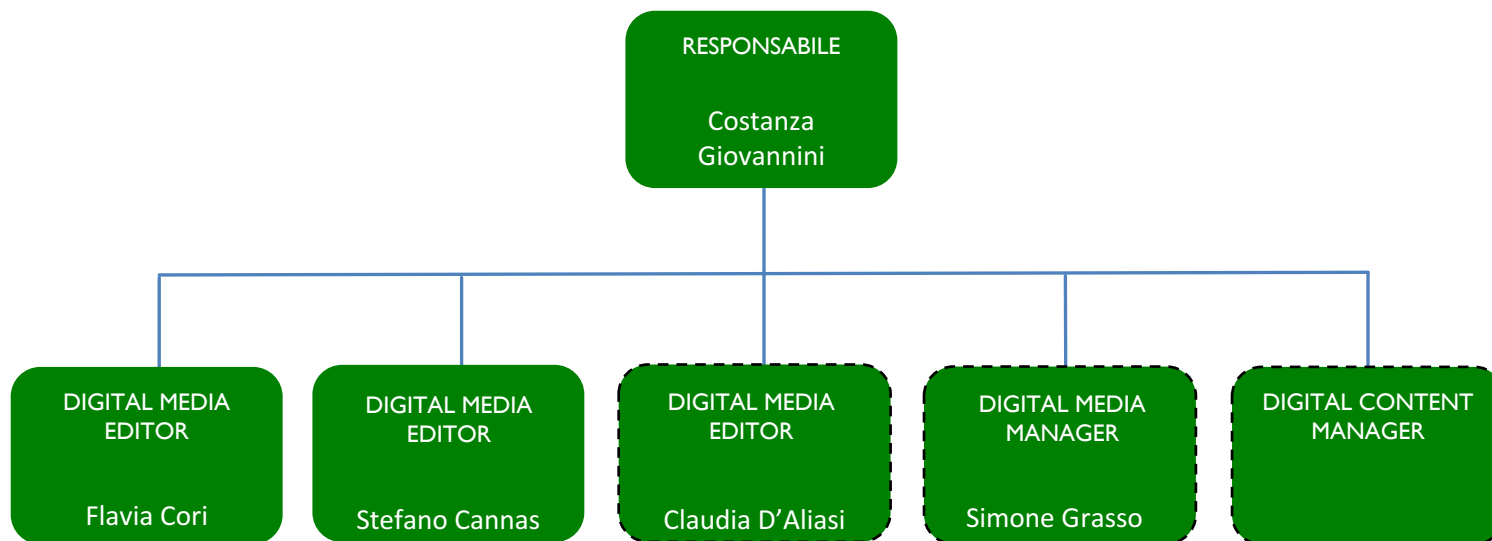 RESPONSABILE
Costanza
Giovannini
DIGITAL MEDIA
EDITOR
Flavia Cori
DIGITAL MEDIA
EDITOR
Stefano Cannas
DIGITAL MEDIA
EDITOR
Claudia D’Aliasi
DIGITAL MEDIA
MANAGER
Simone Grasso
DIGITAL CONTENT
MANAGER